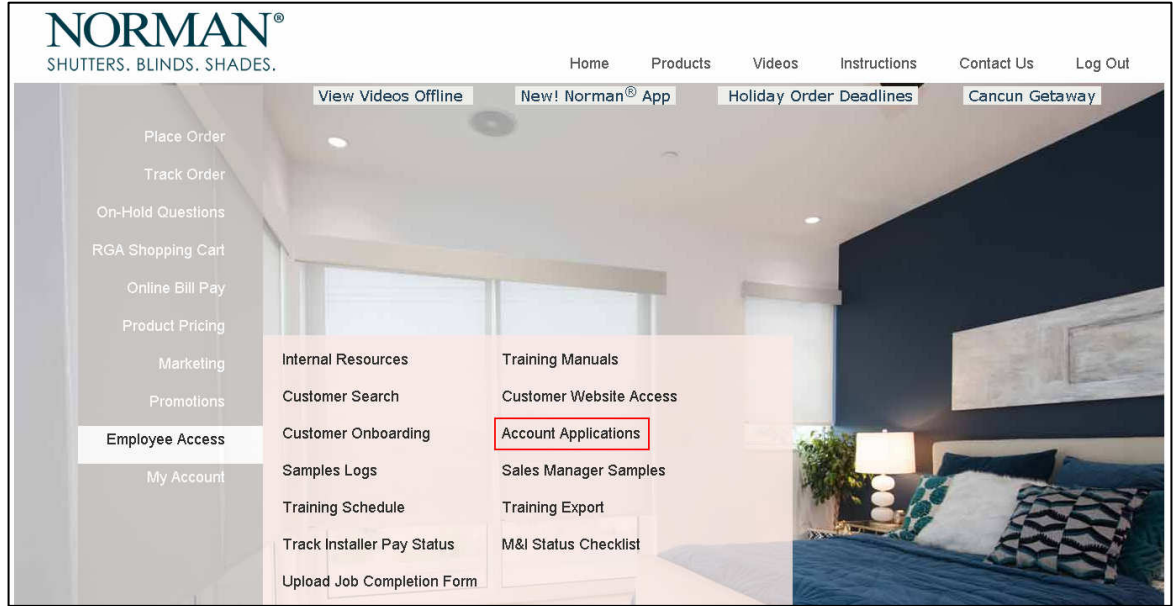 NORMAN®
SHUTTERS. BLINDS. SHADES.
Home Products Videos Instructions Contact Us Log Out
View Videos Offline New! Norman® App Holiday Order Deadlines Cancun Getaway
Place Order
Track Order
On-Hold Questions
RGA Shopping Cart
Online Bill Pay
Product Pricing
Marketing
Promotions
Employee Access
My Account
Internal Resources Training Manuals
Customer Search Customer Website Access
Customer Onboarding Account Applications
Samples Logs Sales Manager Samples
Training Schedule Training Export
Track Installer Pay Status M&I Status Checklist
Upload Job Completion Form